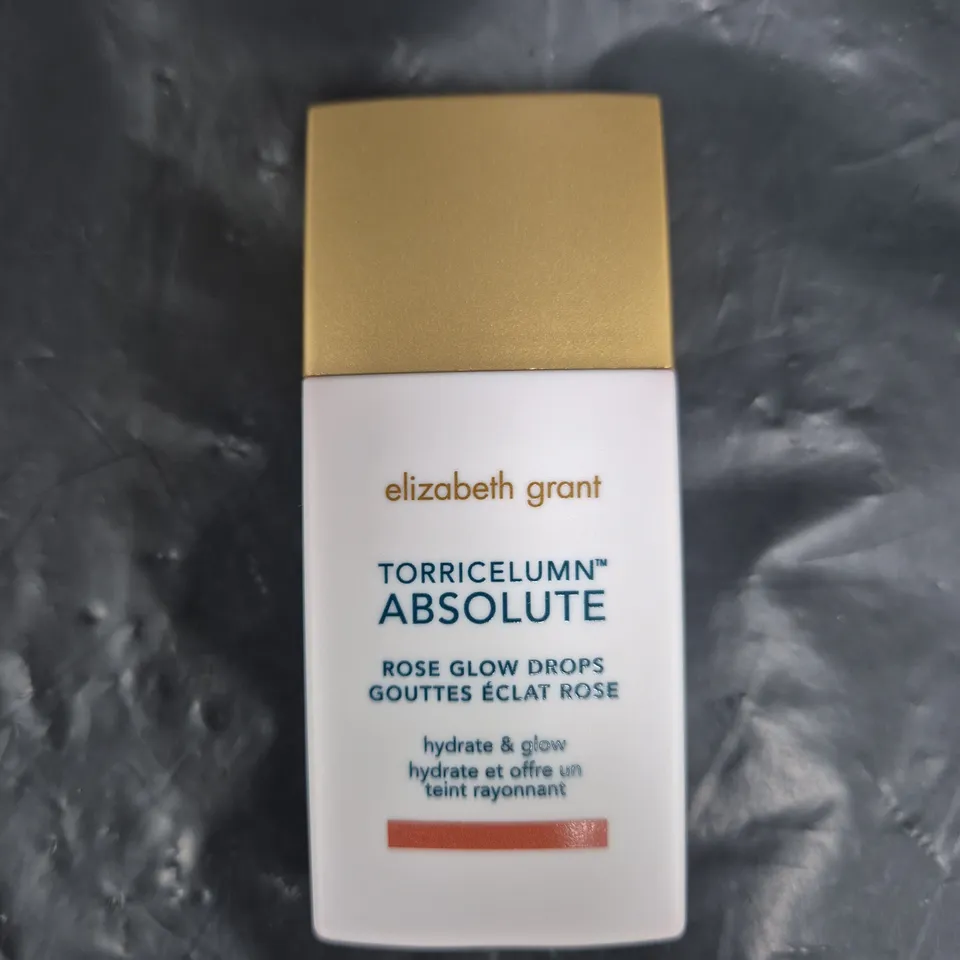 elizabeth grant
TORRICELUMN™
ABSOLUTE
ROSE GLOW DROPS
GOUTTES ÉCLAT ROSE
hydrate & glow
hydrate et offre un
teint rayonnant